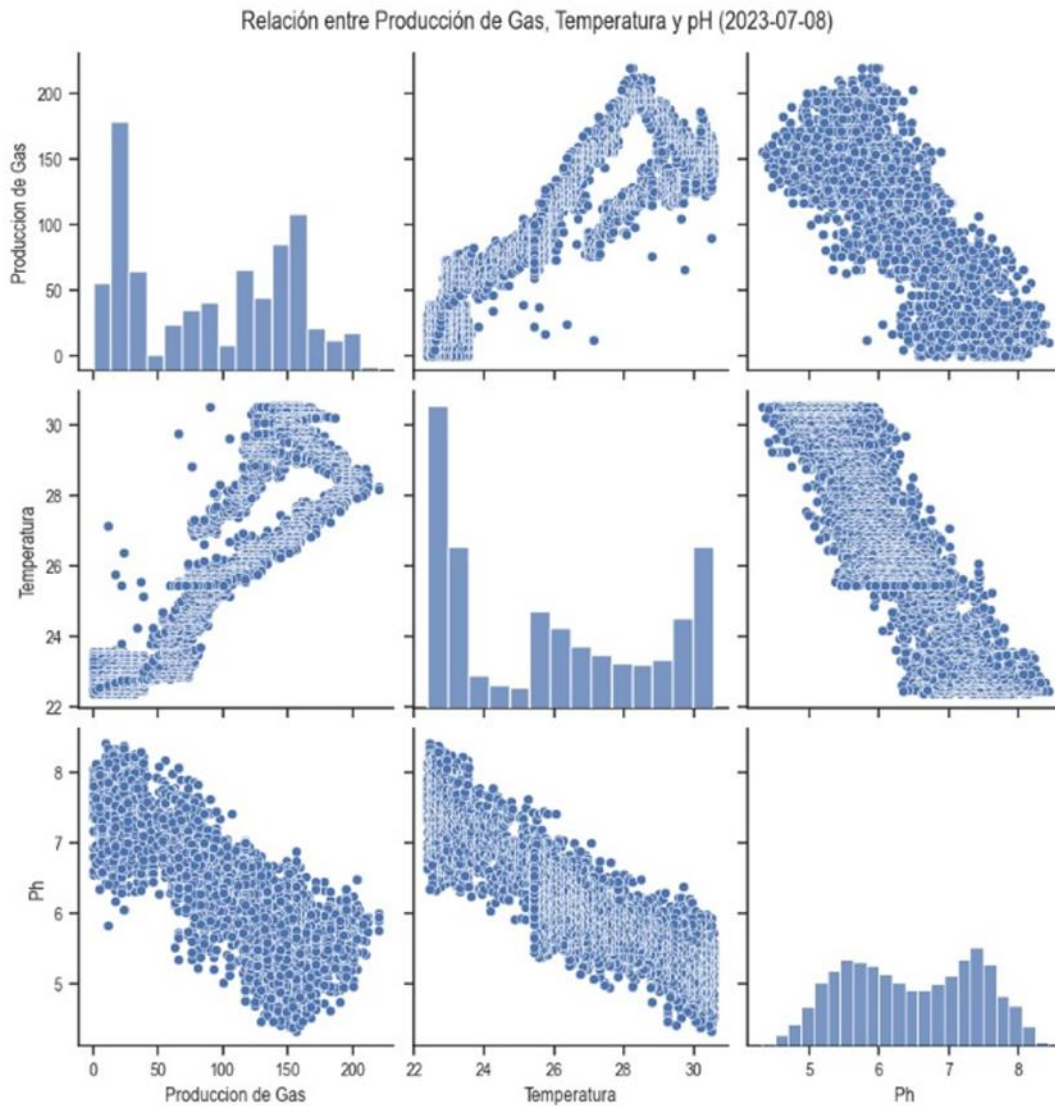 Relación entre Producción de Gas, Temperatura y pH (2023-07-08)
Produccion de Gas
200
150
100
50
0
Temperatura
30
28
26
24
22
Ph
8
7
6
5
0 50 100 150 200
Produccion de Gas
22 24 26 28 30
Temperatura
5 6 7 8
Ph